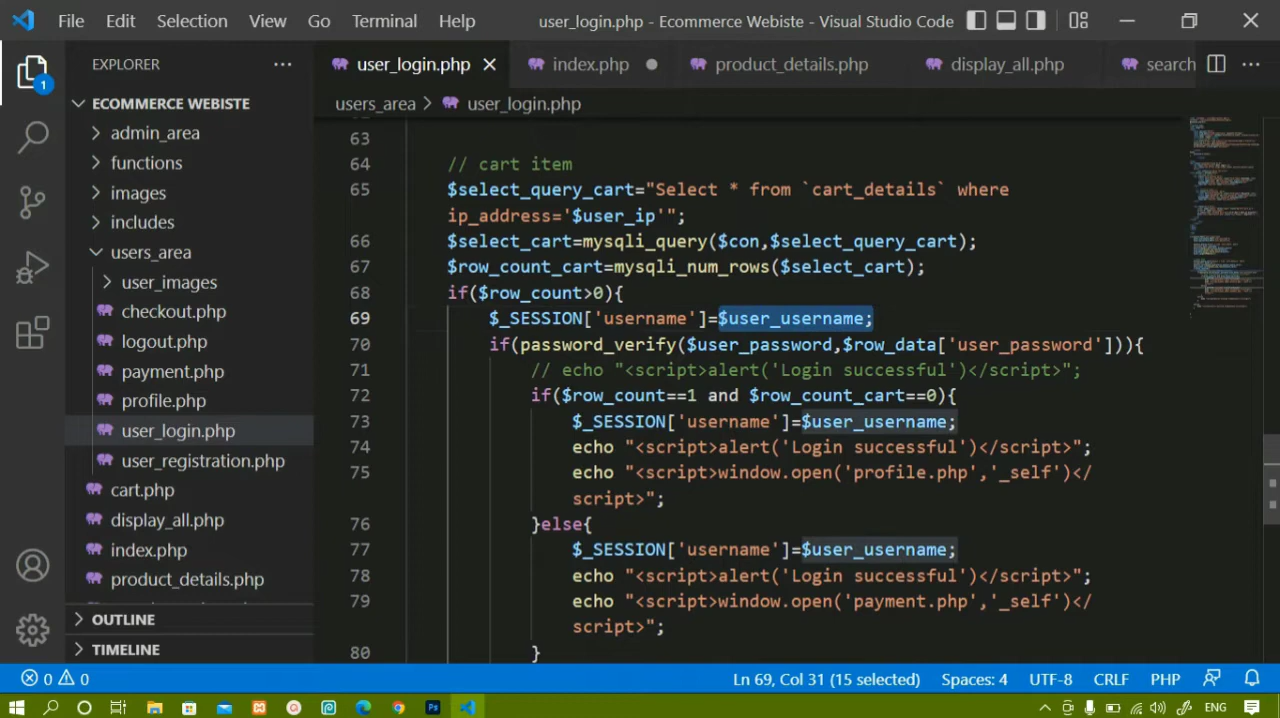 File Edit Selection View Go Terminal Help user_login.php - Ecommerce Webiste - Visual Studio Code
EXPLORER
1
ECOMMERCE WEBISTE
admin_area
functions
images
includes
users_area
user_images
checkout.php
logout.php
payment.php
profile.php
user_login.php
user_registration.php
cart.php
display_all.php
index.php
product_details.php
OUTLINE
TIMELINE
user_login.php index.php product_details.php display_all.php search
users_area > user_login.php
63
64 // cart item
65 $select_query_cart="Select * from `cart_details` where
ip_address='$user_ip'";
66 $select_cart=mysqli_query($con,$select_query_cart);
67 $row_count_cart=mysqli_num_rows($select_cart);
68 if($row_count>0){
69 $_SESSION['username']=$user_username;
70 if(password_verify($user_password,$row_data['user_password'])){
71 // echo "<script>alert('Login successful')</script>";
72 if($row_count==1 and $row_count_cart==0){
73 $_SESSION['username']=$user_username;
74 echo "<script>alert('Login successful')</script>";
75 echo "<script>window.open('profile.php','_self')</
script>";
76 }else{
77 $_SESSION['username']=$user_username;
78 echo "<script>alert('Login successful')</script>";
79 echo "<script>window.open('payment.php','_self')</
script>";
80 }
0 0 Ln 69, Col 31 (15 selected) Spaces: 4 UTF-8 CRLF PHP
ENG